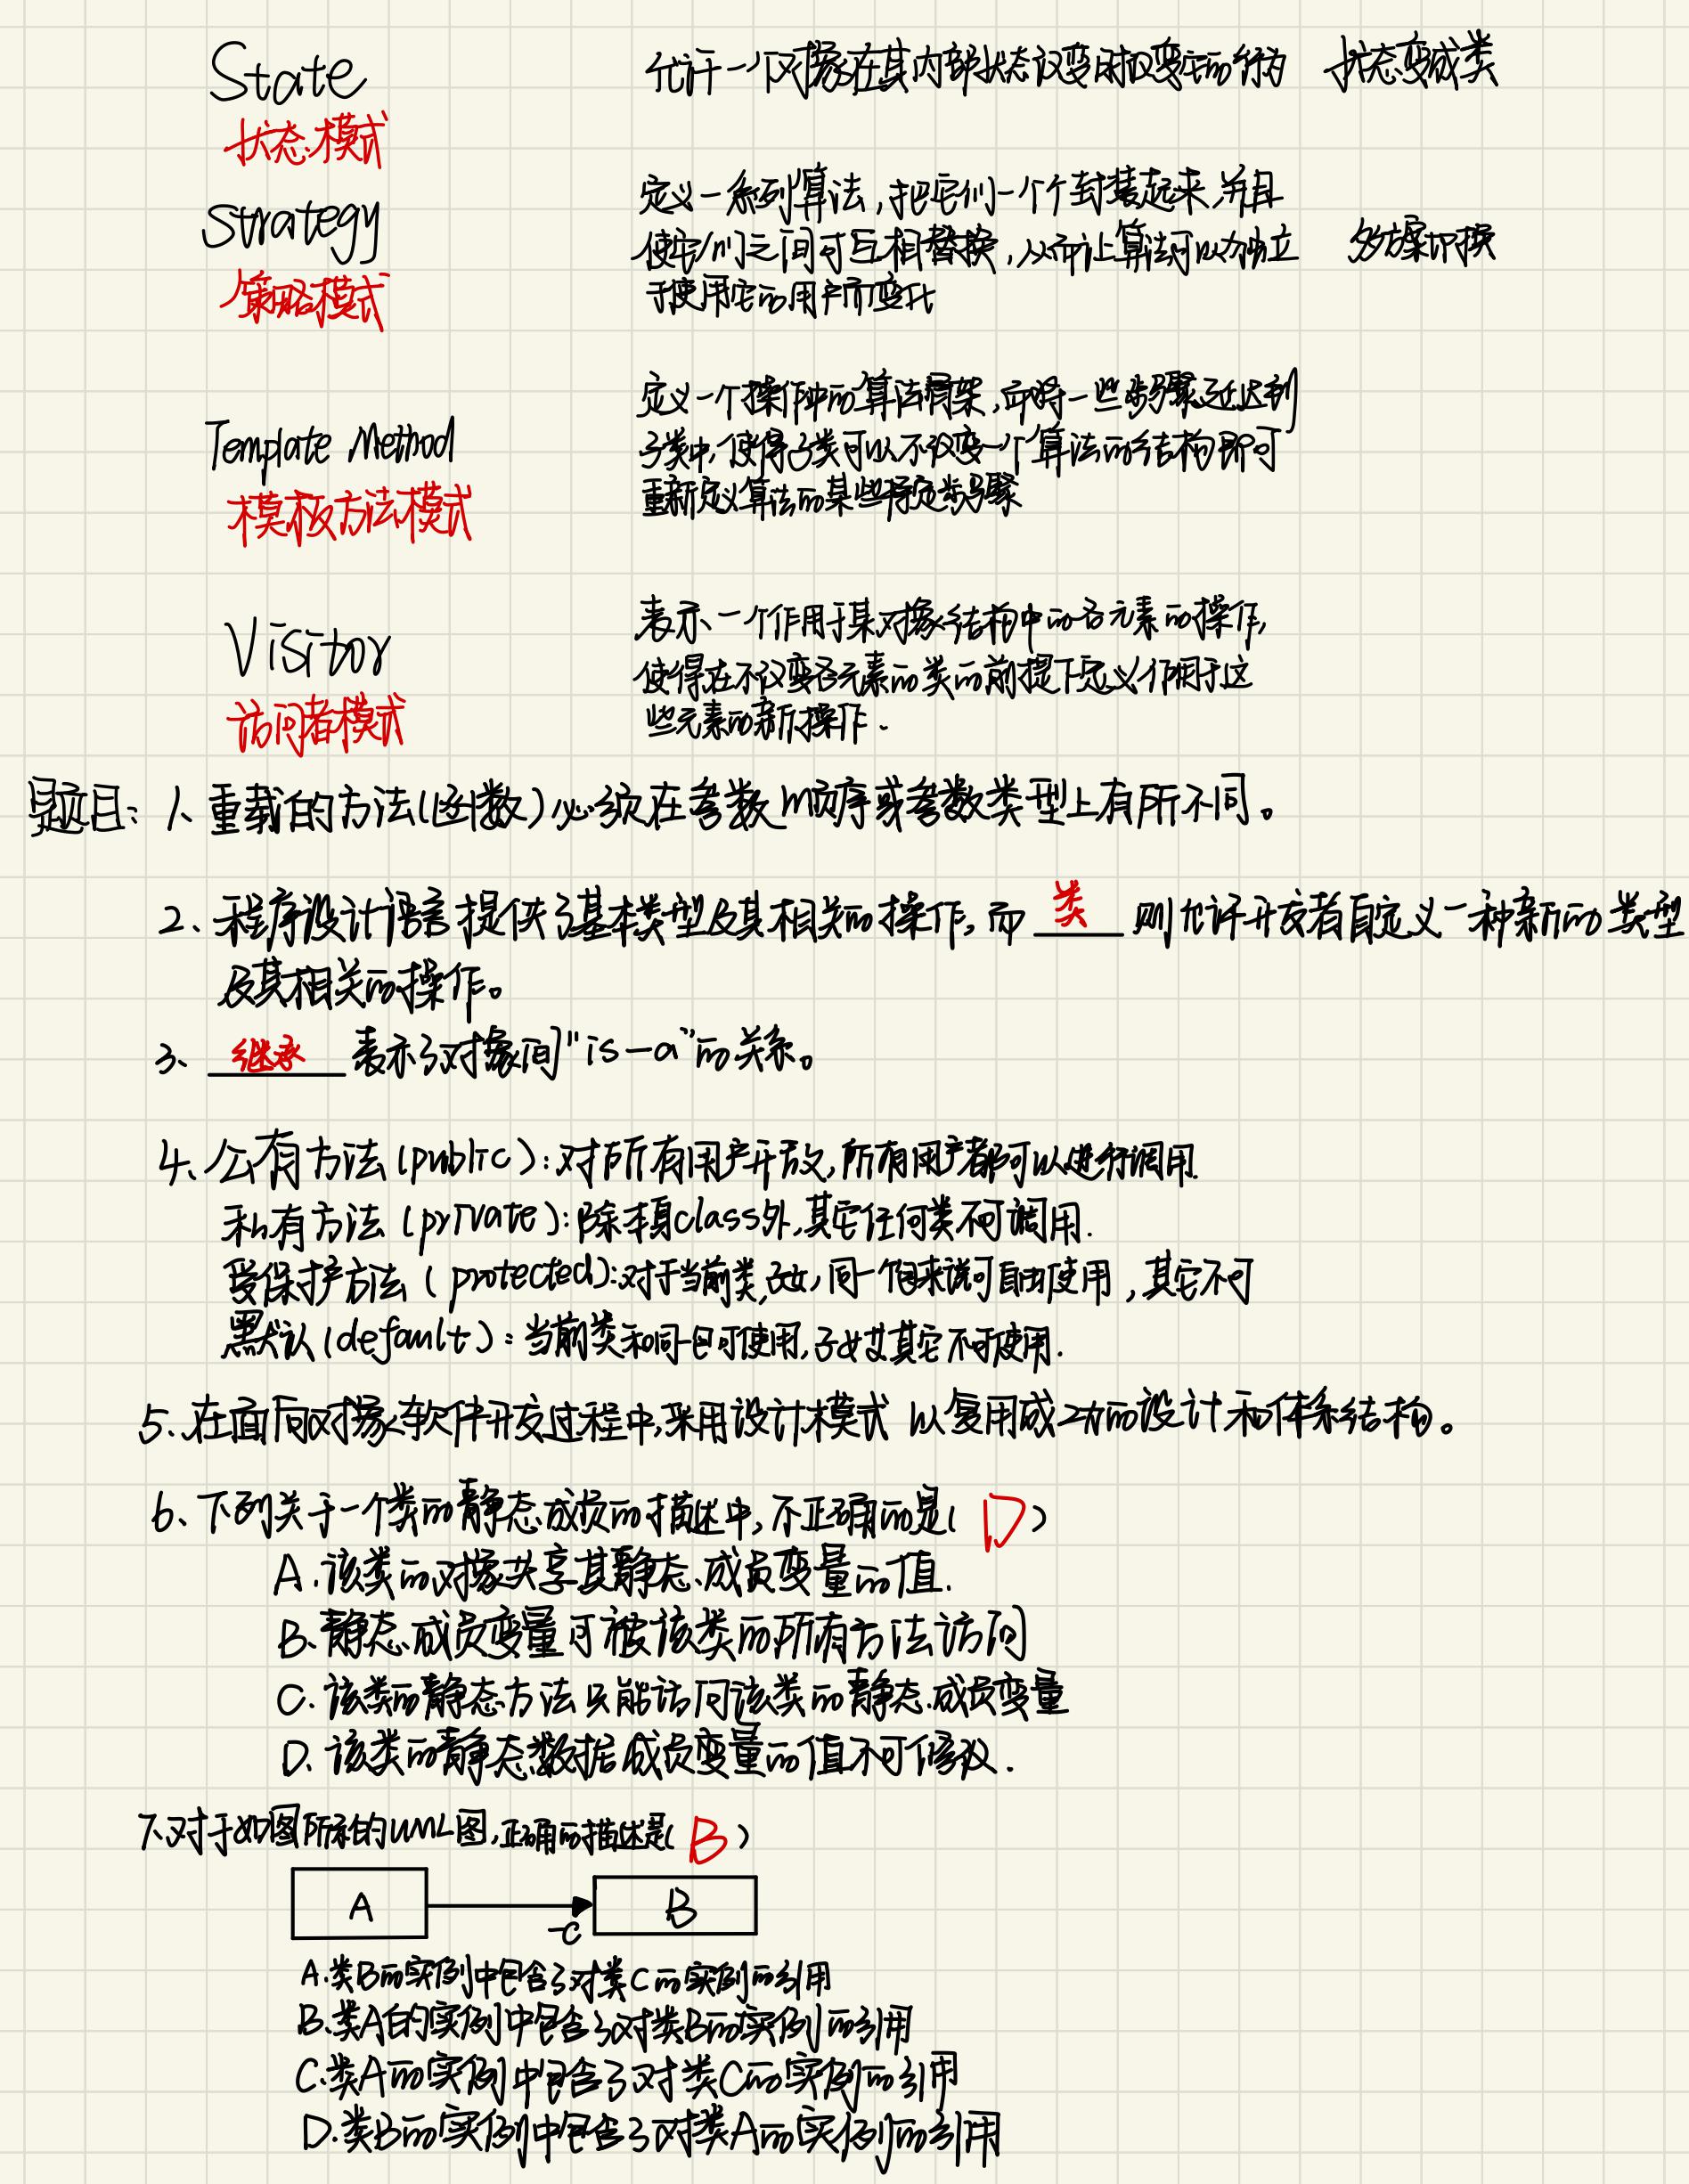 State 允许一个对象在其内部状态改变时改变它的行为 状态变成类
状态模式
Strategy
策略模式
定义一系列算法,把它们一个个封装起来,并且
使它们之间可互相替换,从而让算法可以独立 多方案切换
于使用它的用户而变化
Template Method
模板方法模式
定义一个操作中的算法骨架,而将一些步骤延迟到
子类中,使得子类可以不改变一个算法的结构即可
重新定义算法的某些特定步骤
Visitor
访问者模式
表示一个作用于某对象结构中的各元素的操作,
使得在不改变各元素的类的前提下定义作用于这
些元素的新操作.
题目: 1、重载的方法(函数)必须在参数顺序或参数类型上有所不同。
2、程序设计语言提供了基本类型及其相关的操作,而 类 则允许开发者自定义一种新的类型
及其相关的操作。
3、 继承 表示了对象间"is-a"的关系。
4、公有方法(public):对所有用户开放,所有用户都可以进行调用.
私有方法(private):除本身class外,其它任何类不可调用.
受保护方法(protected):对于当前类,子女,同一个包来说可自由使用,其它不可
默认(default):当前类和同一包可使用,子女及其它不可使用.
5、在面向对象软件开发过程中,采用设计模式以复用成功的设计和体系结构。
6、下列关于一个类的静态成员的描述中,不正确的是( D )
A.该类的对象共享其静态成员变量的值.
B.静态成员变量可被该类的所有方法访问
C.该类的静态方法只能访问该类的静态成员变量
D.该类的静态数据成员变量的值不可修改.
7.对于如图所示的UML图,正确的描述是( B )
A B
-C
A.类B的实例中包含了对类C的实例的引用
B.类A的实例中包含了对类B的实例的引用
C.类A的实例中包含了对类C的实例的引用
D.类B的实例中包含了对类A的实例的引用